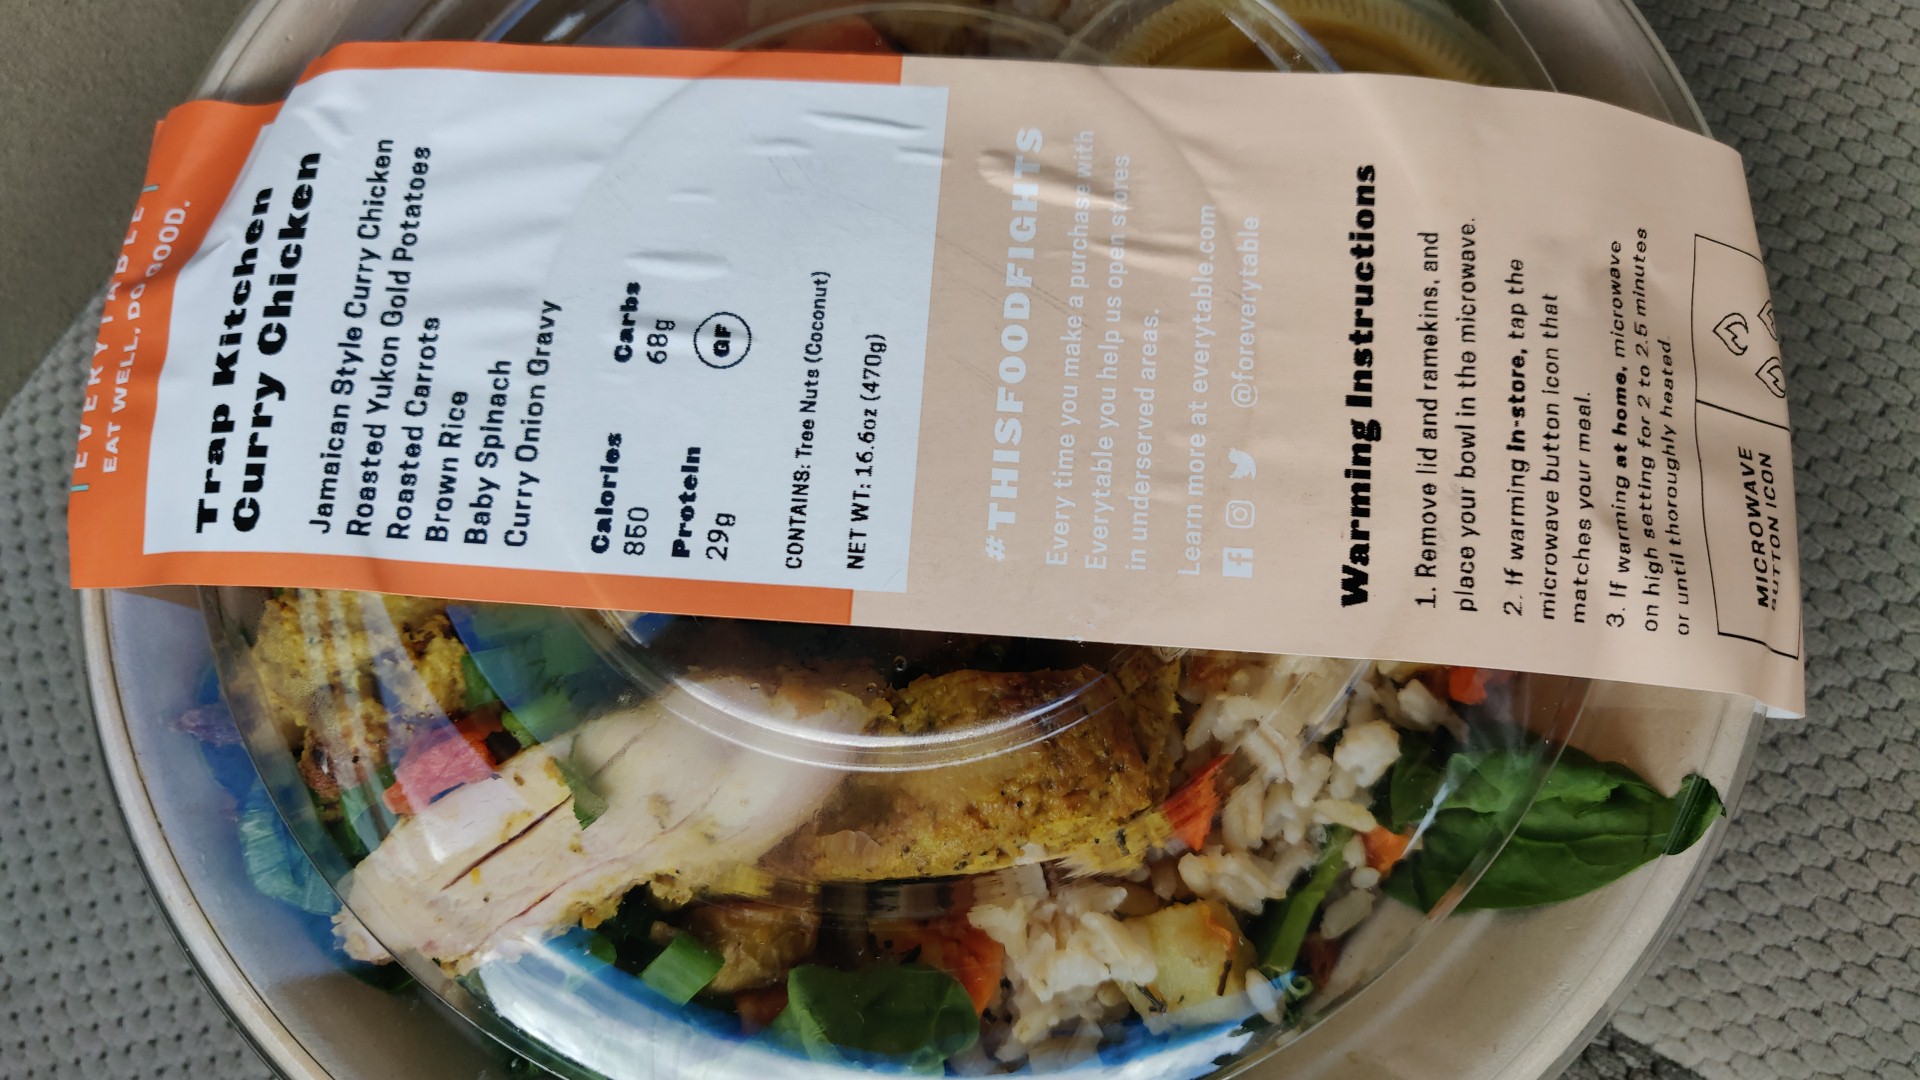 | EVERYTABLE |
EAT WELL. DO GOOD.
Trap Kitchen
Curry Chicken
Jamaican Style Curry Chicken
Roasted Yukon Gold Potatoes
Roasted Carrots
Brown Rice
Baby Spinach
Curry Onion Gravy
Calories Carbs
860 68g
Protein
29g GF
CONTAINS: Tree Nuts (Coconut)
NET WT: 16.6oz (470g)
#THISFOODFIGHTS
Every time you make a purchase with
Everytable you help us open stores
in underserved areas.
Learn more at everytable.com
@foreverytable
Warming Instructions
1. Remove lid and ramekins, and
place your bowl in the microwave.
2. If warming in-store, tap the
microwave button icon that
matches your meal.
3. If warming at home, microwave
on high setting for 2 to 2.5 minutes
or until thoroughly heated.
MICROWAVE
BUTTON ICON